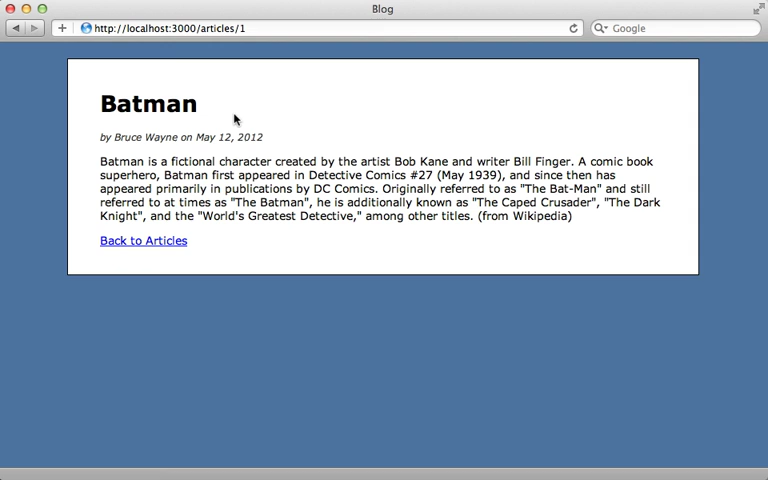 Blog
http://localhost:3000/articles/1
Google
Batman
by Bruce Wayne on May 12, 2012
Batman is a fictional character created by the artist Bob Kane and writer Bill Finger. A comic book
superhero, Batman first appeared in Detective Comics #27 (May 1939), and since then has
appeared primarily in publications by DC Comics. Originally referred to as "The Bat-Man" and still
referred to at times as "The Batman", he is additionally known as "The Caped Crusader", "The Dark
Knight", and the "World's Greatest Detective," among other titles. (from Wikipedia)
Back to Articles